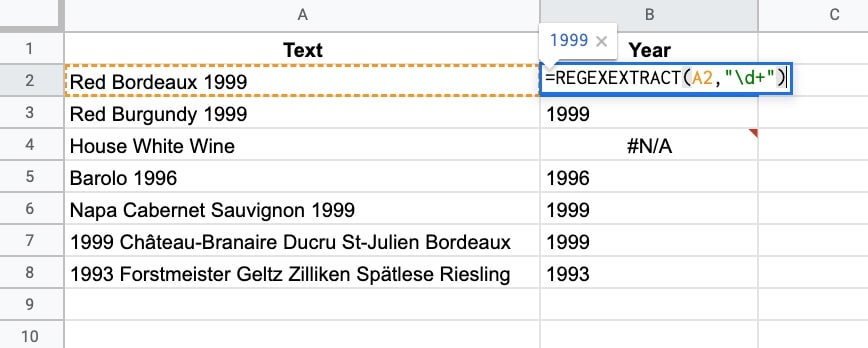 A B C
1 Text Year
1999 ×
2 Red Bordeaux 1999 =REGEXEXTRACT(A2,"\d+")
3 Red Burgundy 1999 1999
4 House White Wine #N/A
5 Barolo 1996 1996
6 Napa Cabernet Sauvignon 1999 1999
7 1999 Château-Branaire Ducru St-Julien Bordeaux 1999
8 1993 Forstmeister Geltz Zilliken Spätlese Riesling 1993
9
10